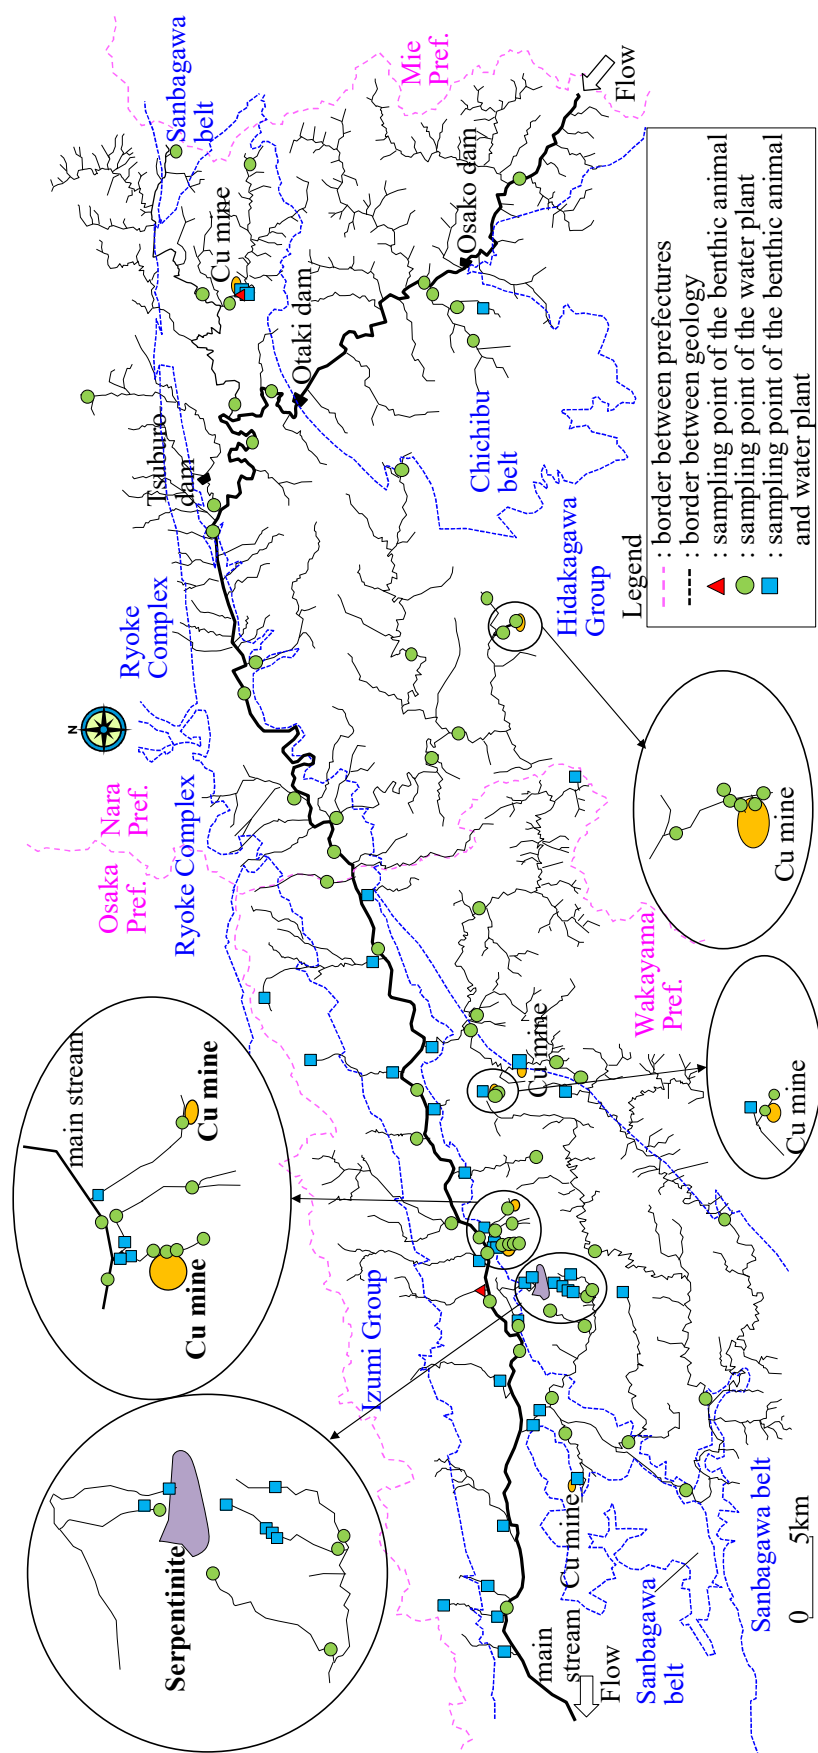 Sanbagawa
belt
Mie
Pref.
Flow
Cu mine
Osako dam
Otaki dam
Tsuburo
dam
Chichibu
belt
Ryoke
Complex
Hidakagawa
Group
Legend
: border between prefectures
: border between geology
: sampling point of the benthic animal
: sampling point of the water plant
: sampling point of the benthic animal
and water plant
N
Nara
Pref.
Osaka
Pref.
Ryoke Complex
Cu mine
Wakayama
Pref.
main stream
Cu mine
Cu mine
Cu mine
Cu mine
Izumi Group
Serpentinite
Cu mine
main
stream
Flow
Sanbagawa
belt
Sanbagawa belt
0 5km